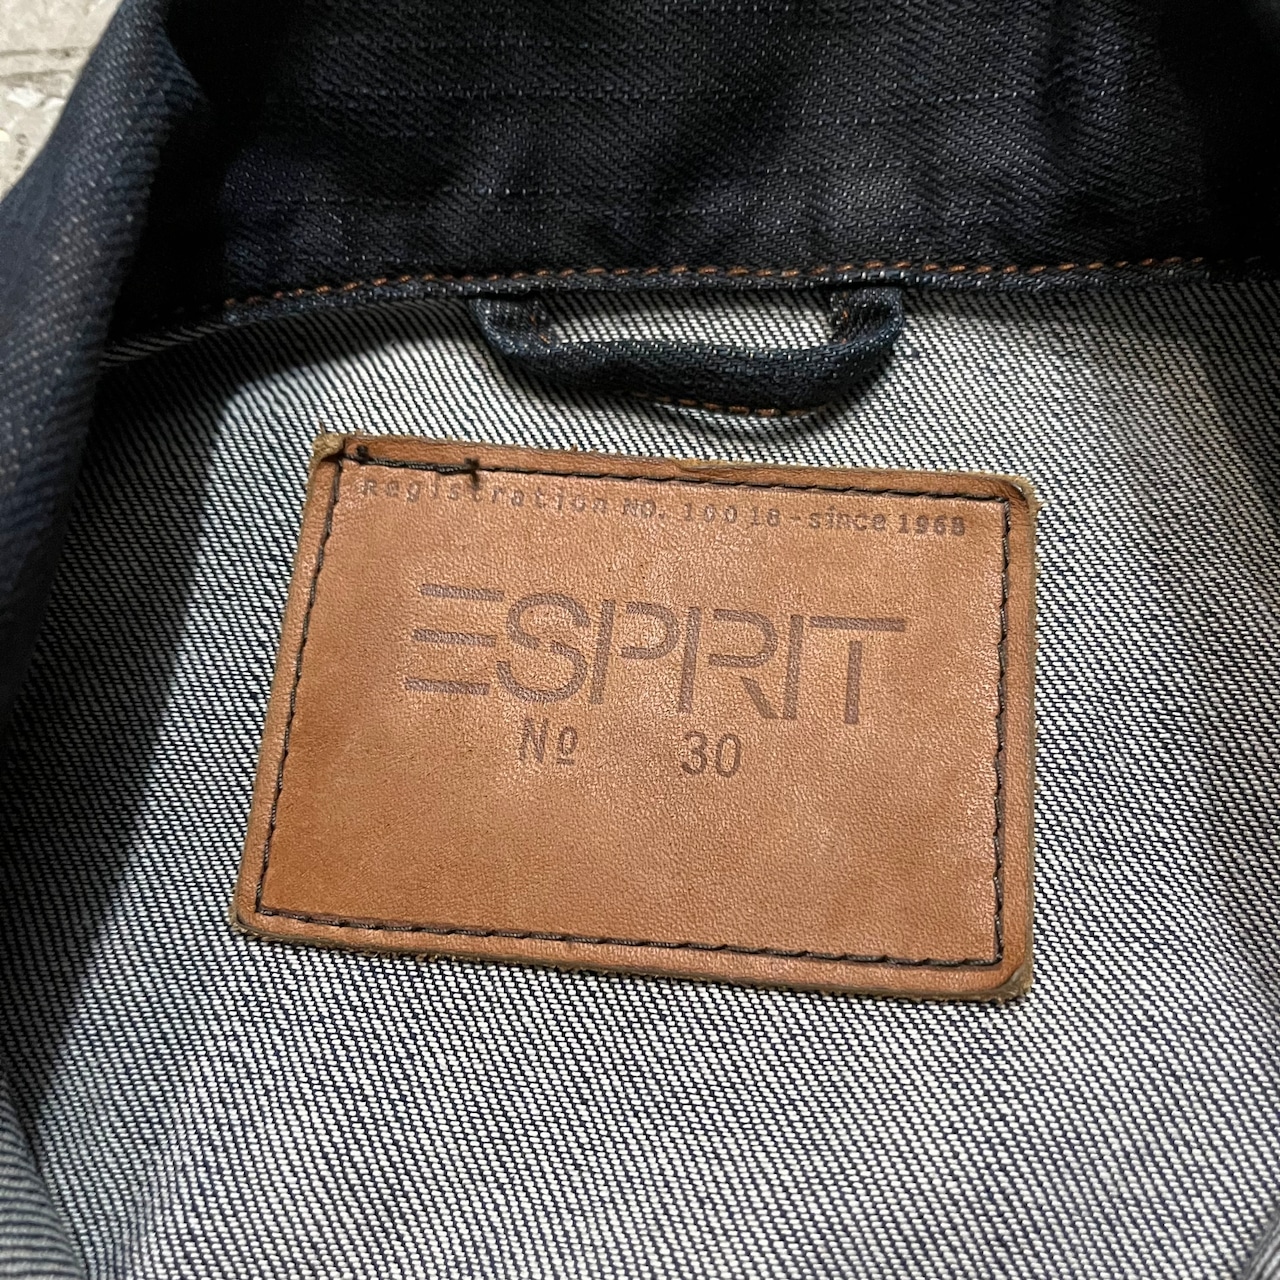 Registration NO. 10018-since 1968
ESPRIT
Nº 30